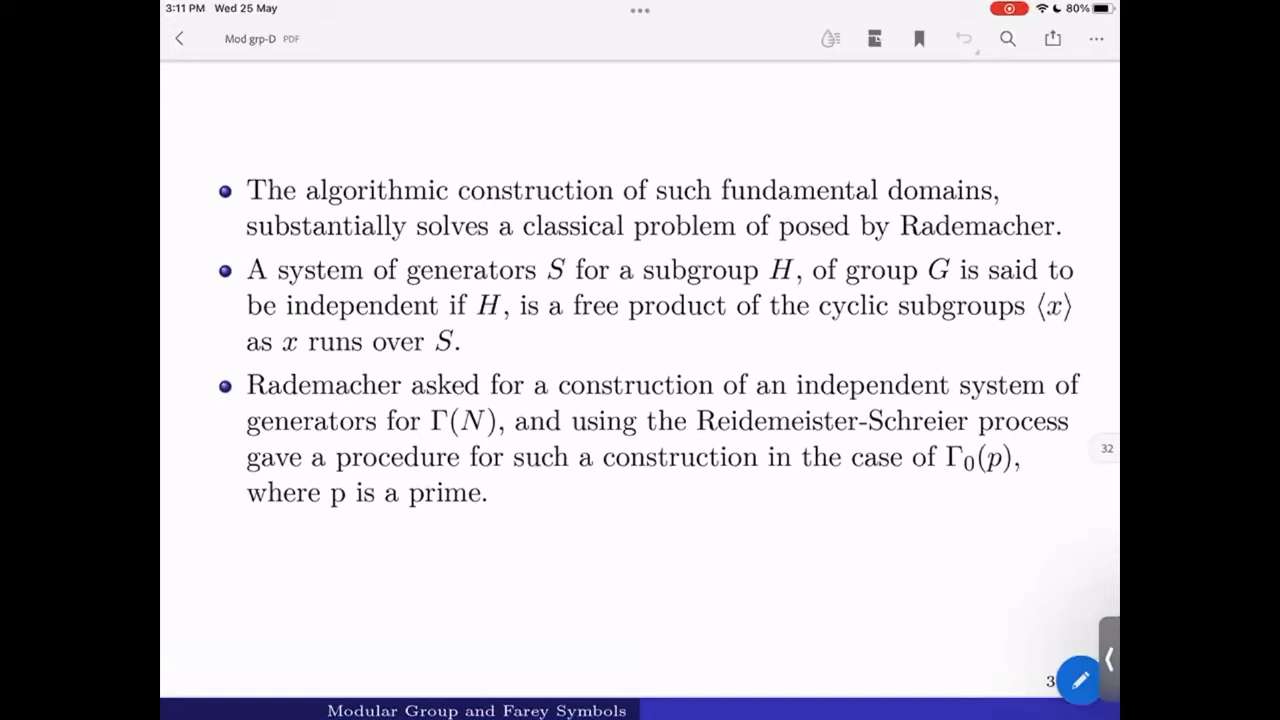 3:11 PM Wed 25 May
80%
Mod grp-D PDF
The algorithmic construction of such fundamental domains,
substantially solves a classical problem of posed by Rademacher.
A system of generators S for a subgroup H, of group G is said to
be independent if H, is a free product of the cyclic subgroups ⟨x⟩
as x runs over S.
Rademacher asked for a construction of an independent system of
generators for Γ(N), and using the Reidemeister-Schreier process
gave a procedure for such a construction in the case of Γ₀(p),
where p is a prime.
32
3
Modular Group and Farey Symbols